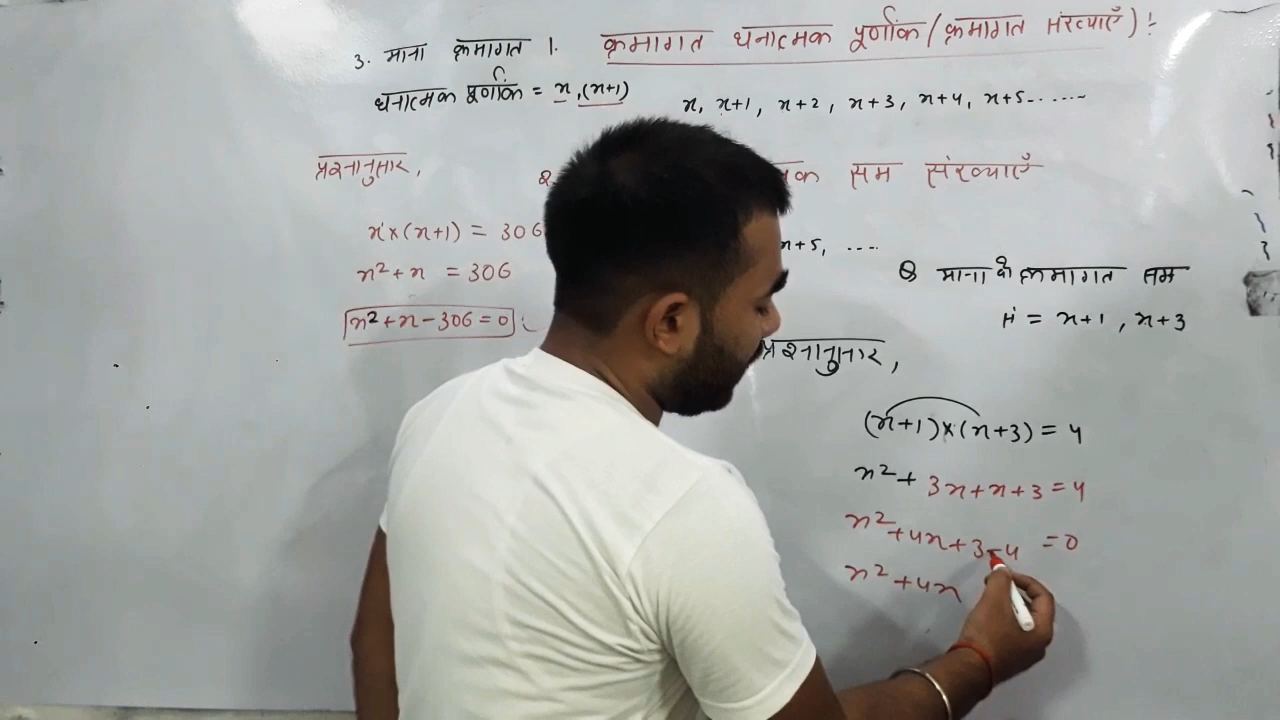 क्रमागत धनात्मक पूर्णांक/क्रमागत संख्याएँ) :
x, x+1, x+2, x+3, x+4, x+5......
3. माना क्रमागत 1.
धनात्मक पूर्णांक = x, (x+1)
प्रश्नानुसार,
x×(x+1) = 306
x²+x = 306
x²+x-306=0
2.
सम संख्याएँ
x+5, ....
Q माना दो क्रमागत सम
सं = x+1, x+3
प्रश्नानुसार,
(x+1)×(x+3) = 4
x²+3x+x+3=4
x²+4x+3-4=0
x²+4x